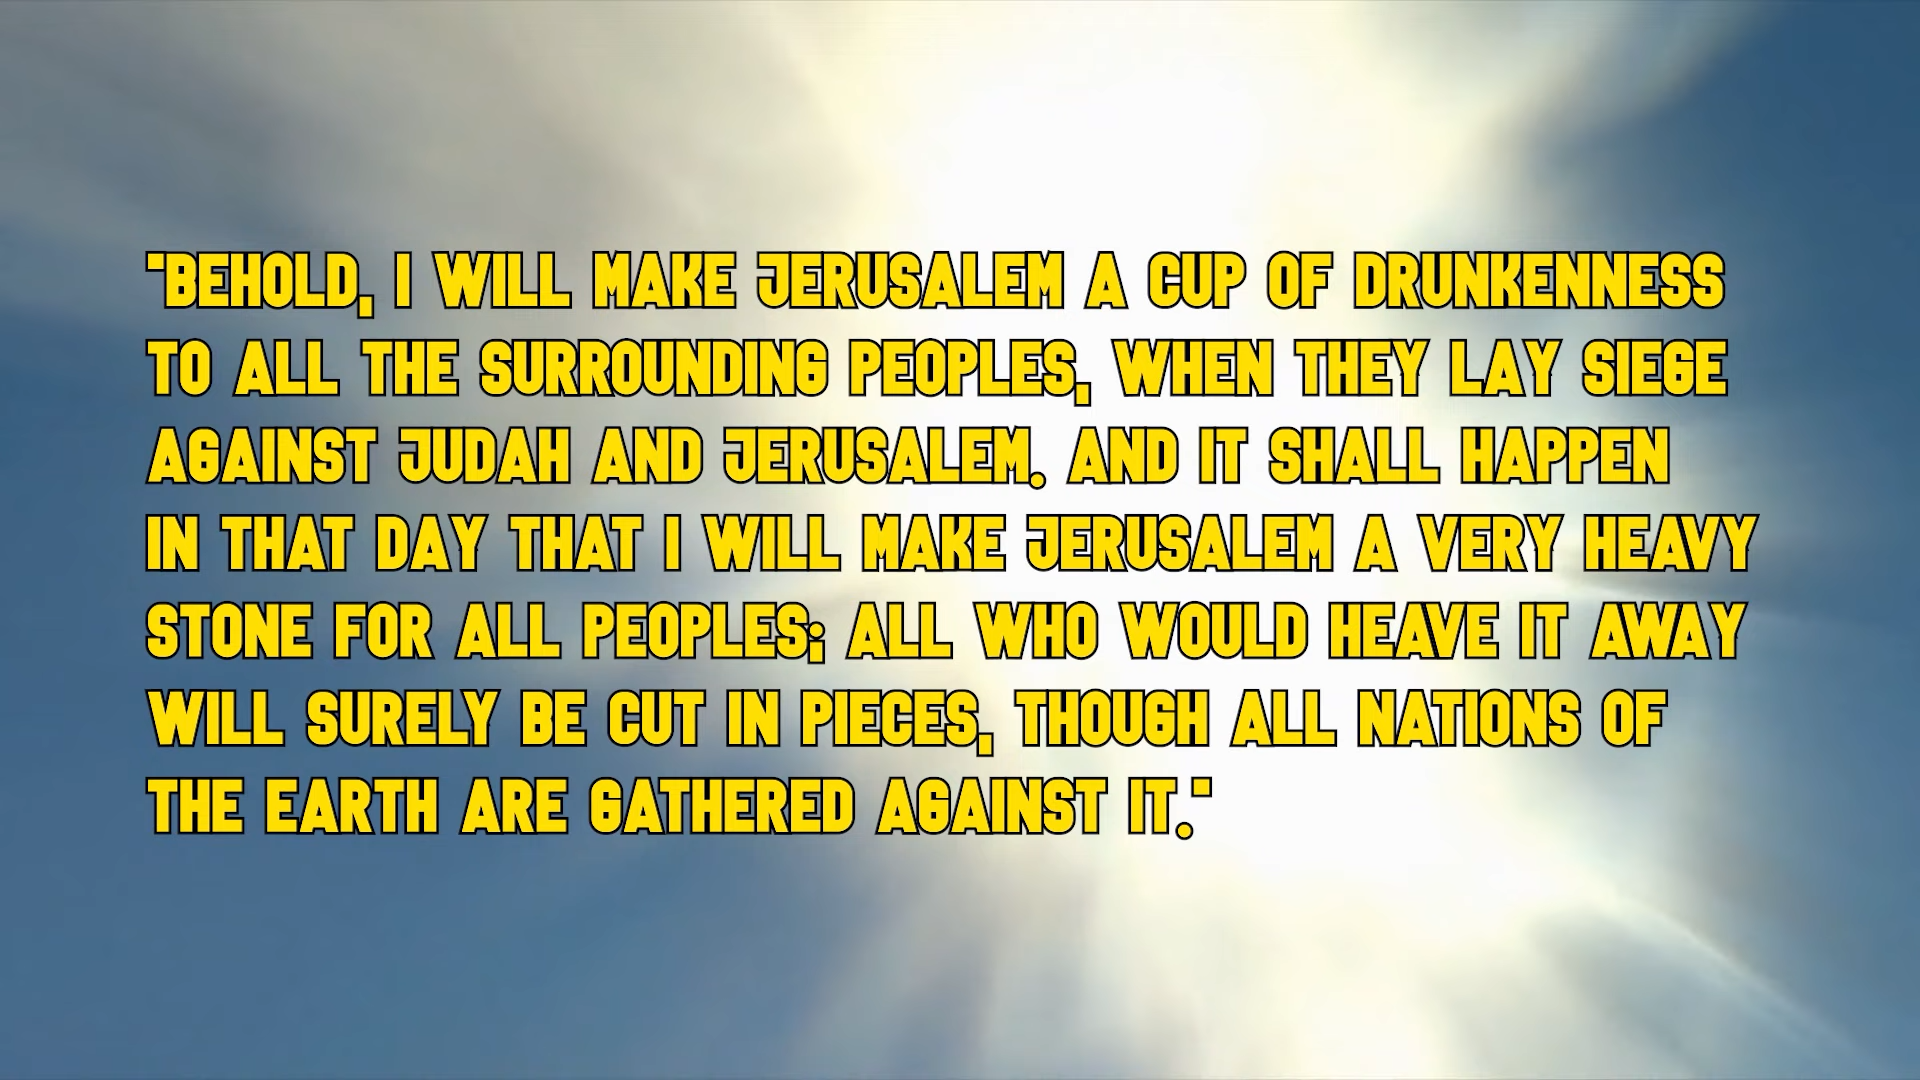 "BEHOLD, I WILL MAKE JERUSALEM A CUP OF DRUNKENNESS
TO ALL THE SURROUNDING PEOPLES, WHEN THEY LAY SIEGE
AGAINST JUDAH AND JERUSALEM. AND IT SHALL HAPPEN
IN THAT DAY THAT I WILL MAKE JERUSALEM A VERY HEAVY
STONE FOR ALL PEOPLES; ALL WHO WOULD HEAVE IT AWAY
WILL SURELY BE CUT IN PIECES, THOUGH ALL NATIONS OF
THE EARTH ARE GATHERED AGAINST IT."